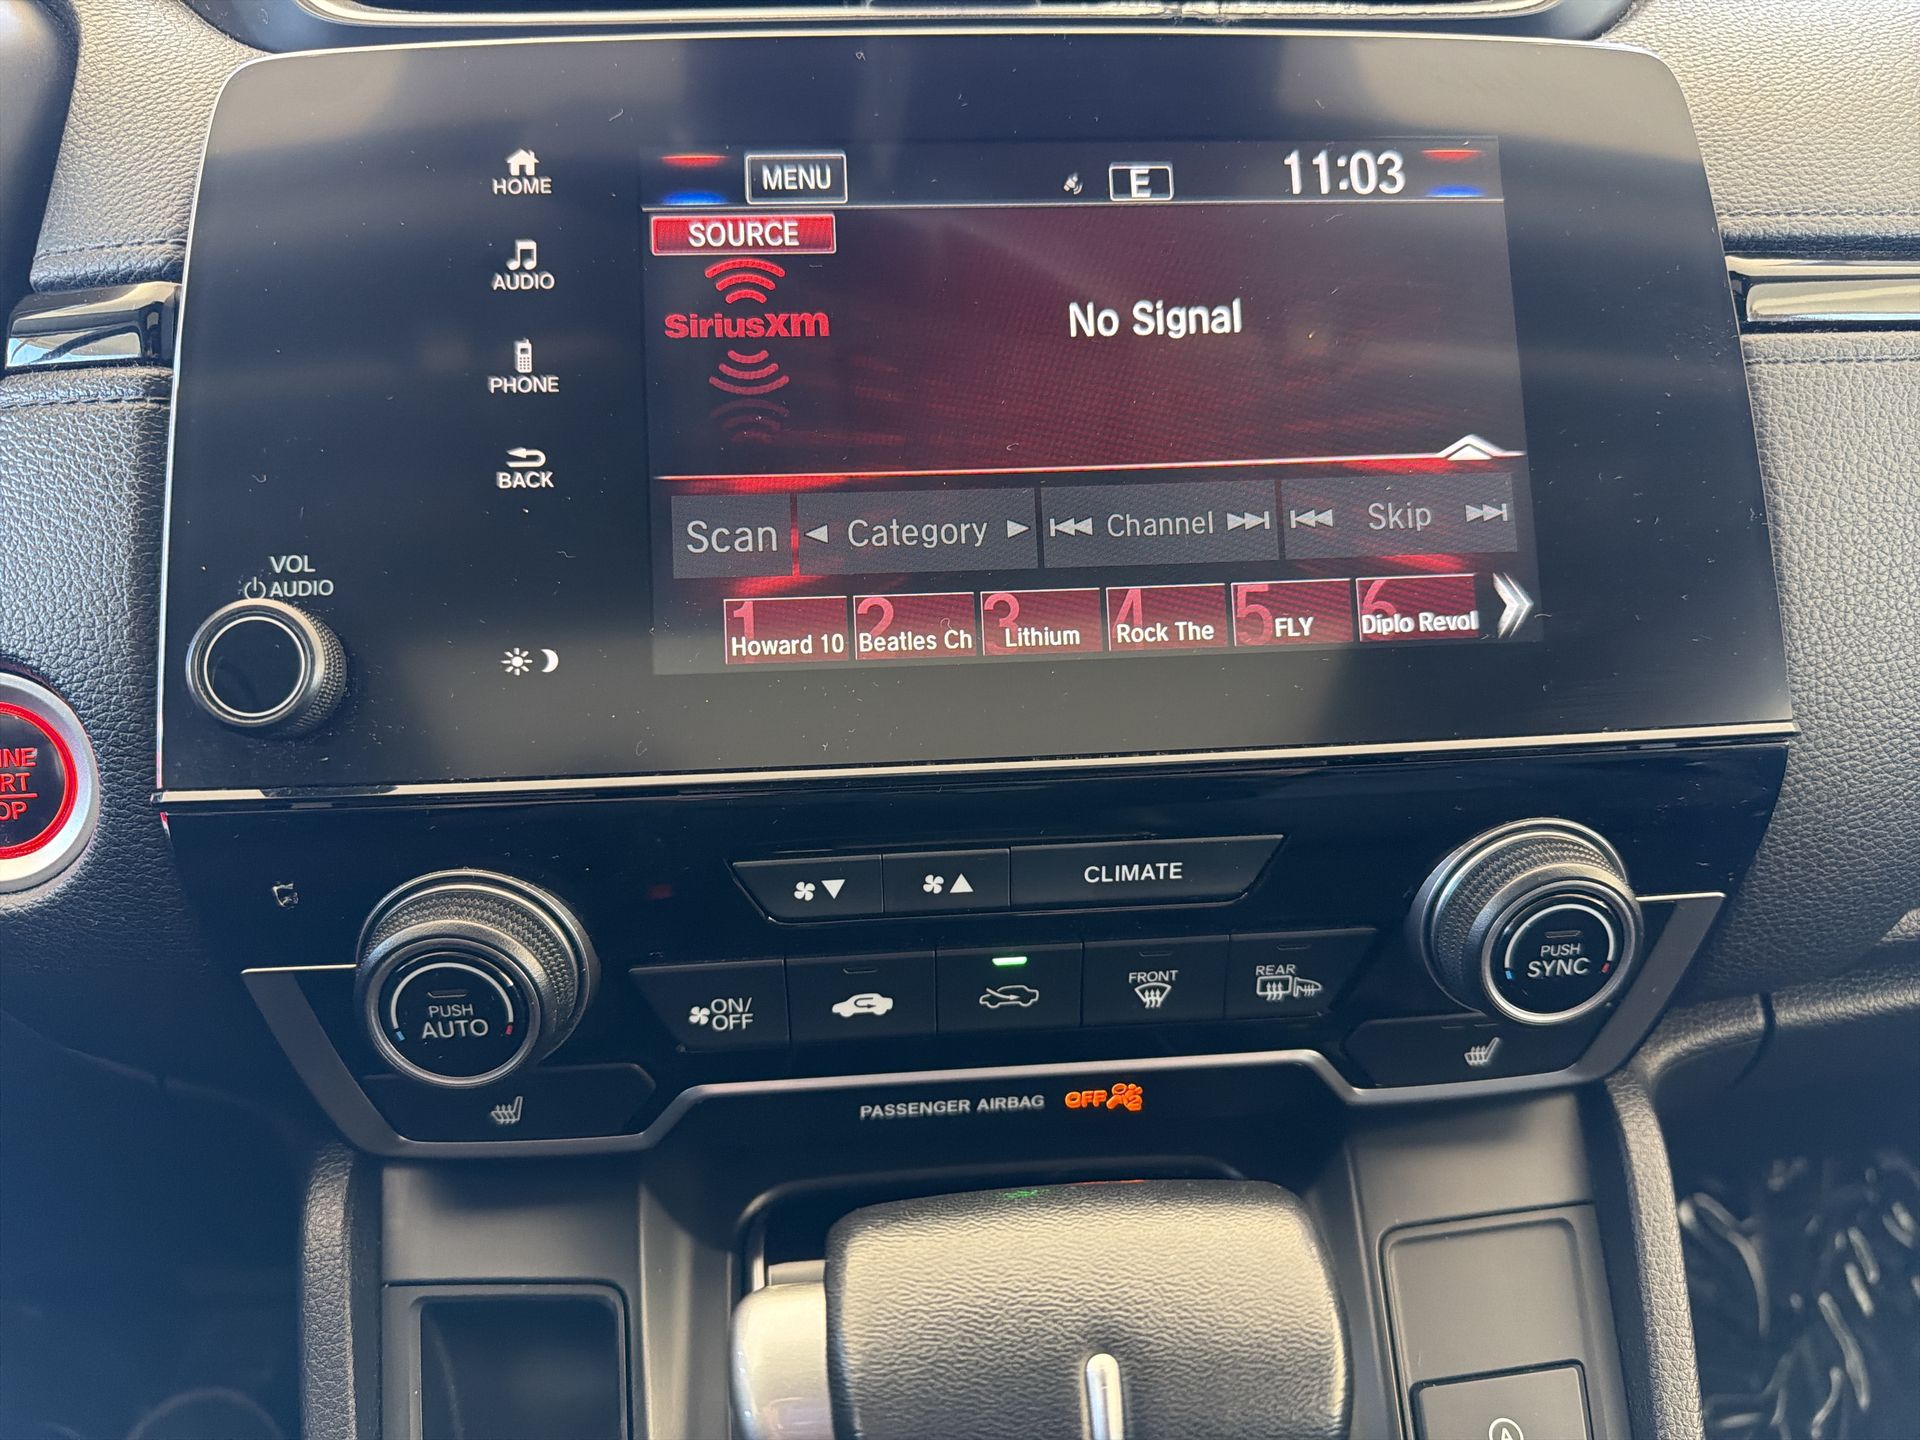 HOME
MENU
E
11:03
SOURCE
AUDIO
SiriusXM
No Signal
PHONE
BACK
Scan
Category
Channel
Skip
VOL
AUDIO
1 Howard 10
2 Beatles Ch
3 Lithium
4 Rock The
5 FLY
6 Diplo Revol
CLIMATE
PUSH
AUTO
ON/
OFF
FRONT
REAR
PUSH
SYNC
PASSENGER AIRBAG OFF
A